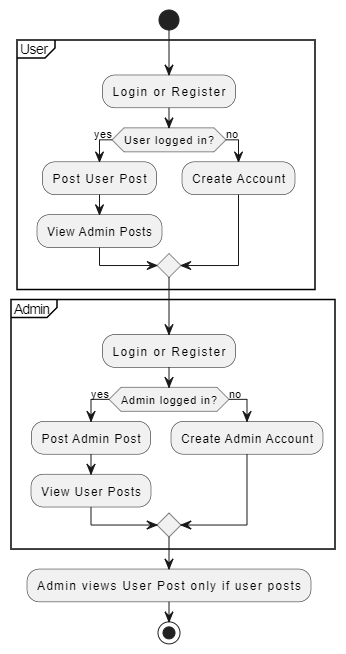 User
Login or Register
yes
User logged in?
no
Post User Post
Create Account
View Admin Posts
Admin
Login or Register
yes
Admin logged in?
no
Post Admin Post
Create Admin Account
View User Posts
Admin views User Post only if user posts